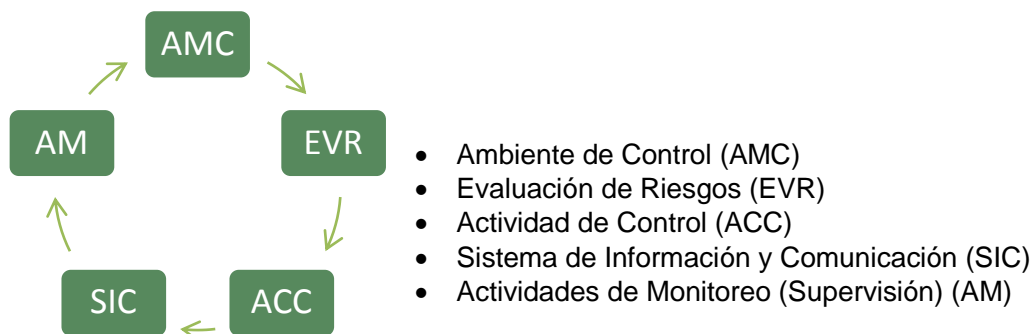 AMC
EVR
AM
SIC
ACC
• Ambiente de Control (AMC)
• Evaluación de Riesgos (EVR)
• Actividad de Control (ACC)
• Sistema de Información y Comunicación (SIC)
• Actividades de Monitoreo (Supervisión) (AM)